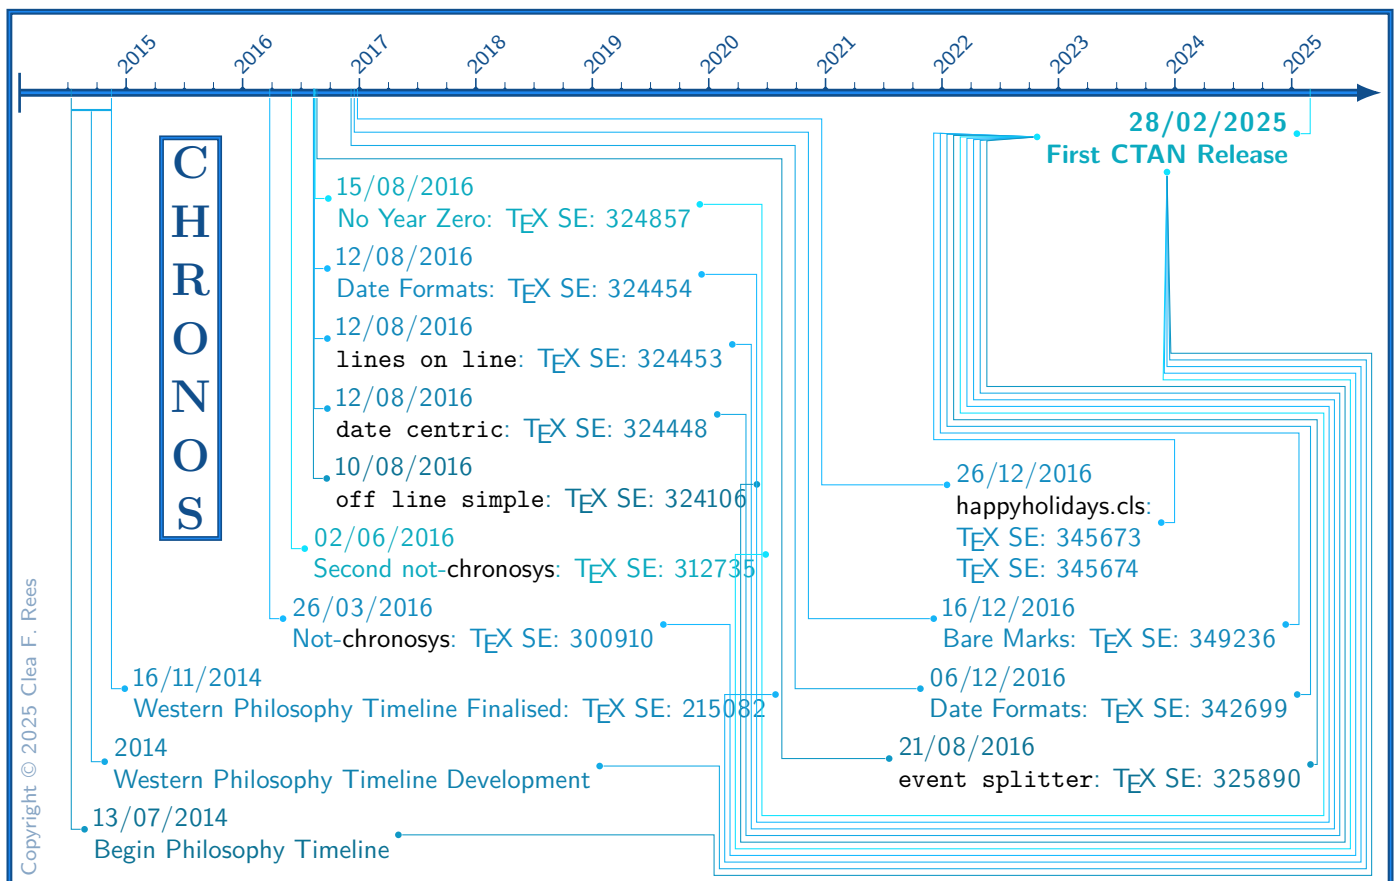 2015 2016 2017 2018 2019 2020 2021 2022 2023 2024 2025
28/02/2025
First CTAN Release
C
H
R
O
N
O
S
15/08/2016
No Year Zero: TEX SE: 324857
12/08/2016
Date Formats: TEX SE: 324454
12/08/2016
lines on line: TEX SE: 324453
12/08/2016
date centric: TEX SE: 324448
10/08/2016
off line simple: TEX SE: 324106
02/06/2016
Second not-chronosys: TEX SE: 312735
26/03/2016
Not-chronosys: TEX SE: 300910
16/11/2014
Western Philosophy Timeline Finalised: TEX SE: 215082
2014
Western Philosophy Timeline Development
13/07/2014
Begin Philosophy Timeline
26/12/2016
happyholidays.cls:
TEX SE: 345673
TEX SE: 345674
16/12/2016
Bare Marks: TEX SE: 349236
06/12/2016
Date Formats: TEX SE: 342699
21/08/2016
event splitter: TEX SE: 325890
Copyright © 2025 Clea F. Rees